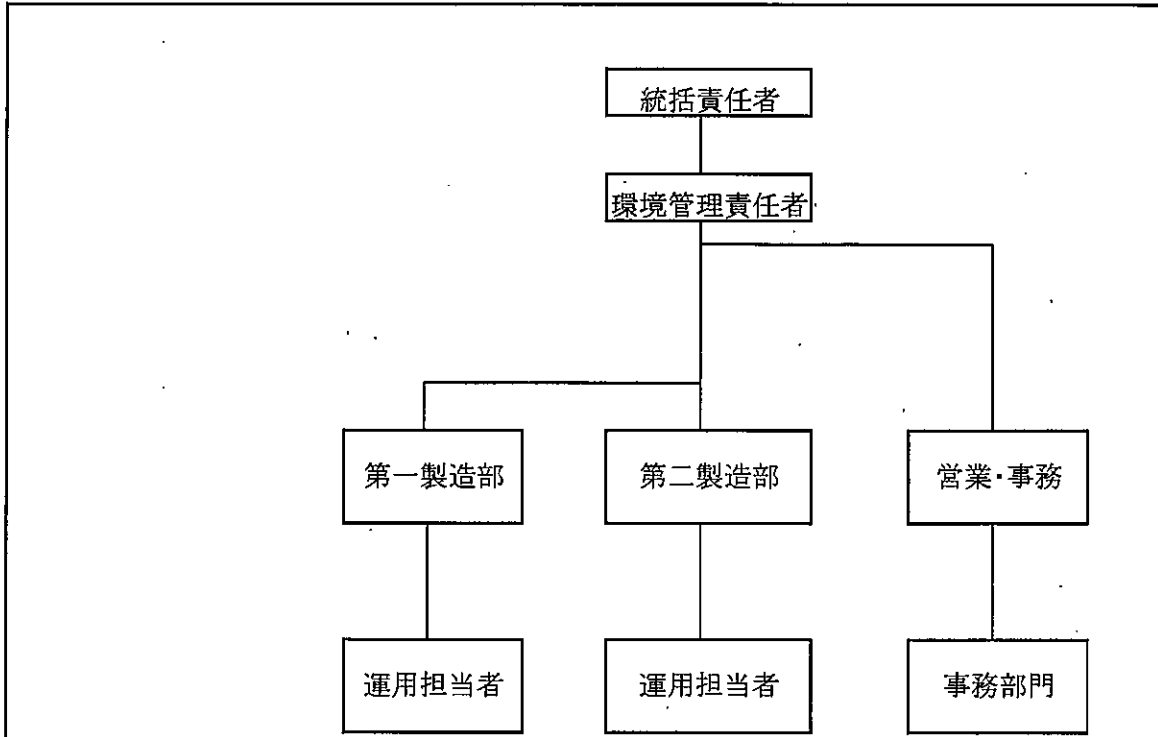 統括責任者
環境管理責任者
第一製造部
第二製造部
営業・事務
運用担当者
運用担当者
事務部門